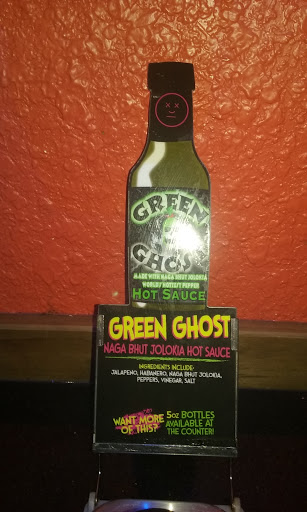 GREEN
GHOST
MADE WITH NAGA BHUT JOLOKIA
WORLDS HOTTEST PEPPER
HOT SAUCE
GREEN GHOST
NAGA BHUT JOLOKIA HOT SAUCE
INGREDIENTS INCLUDE:
JALAPENO, HABANERO, NAGA BHUT JOLOKIA,
PEPPERS, VINEGAR, SALT
WANT MORE
OF THIS?
5oz BOTTLES
AVAILABLE AT
THE COUNTER!